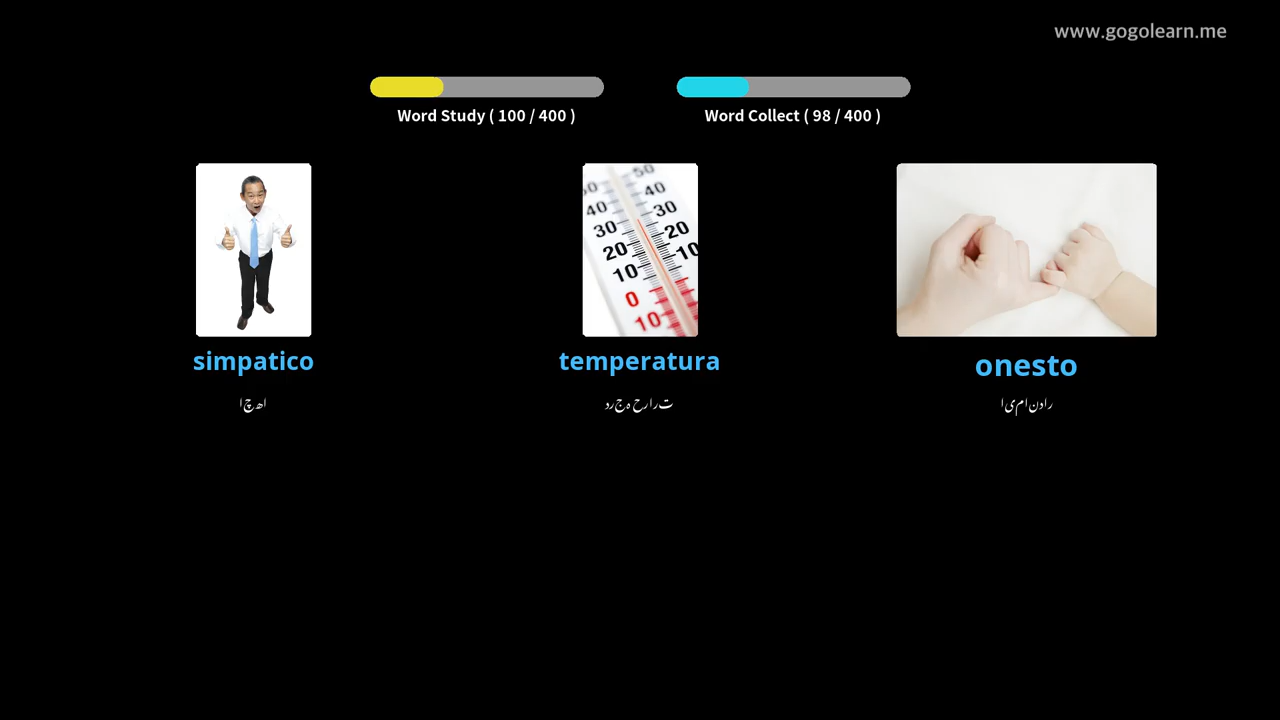 www.gogolearn.me
Word Study ( 100 / 400 )
Word Collect ( 98 / 400 )
simpatico
اچھا
temperatura
درجہ حرارت
onesto
ایماندار